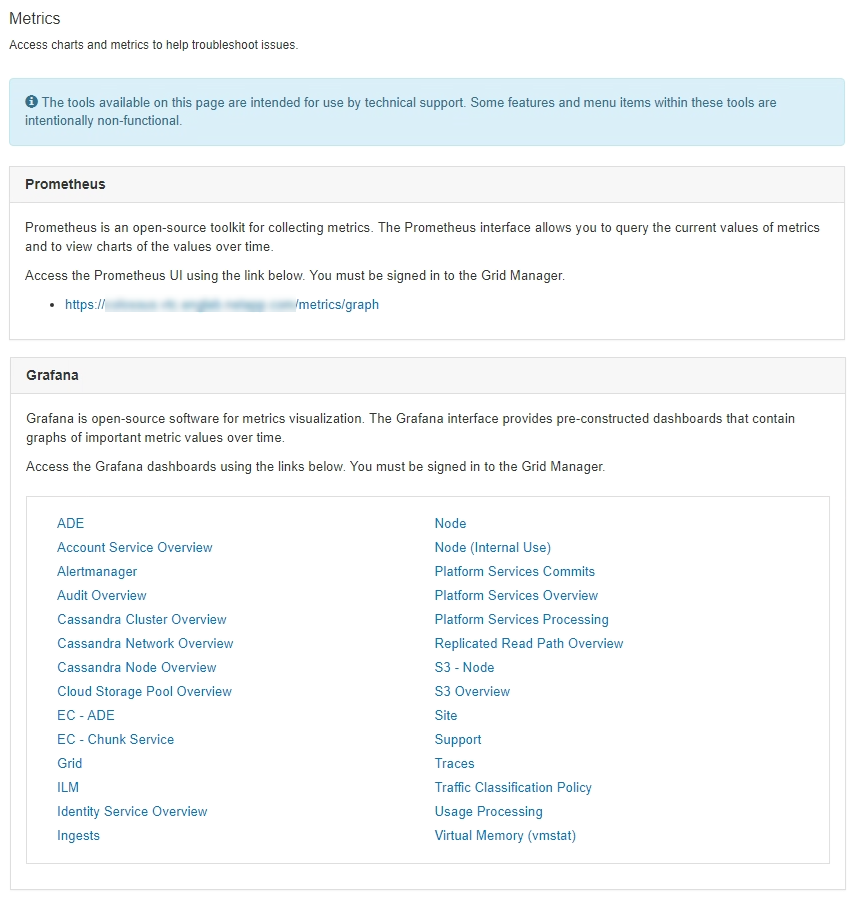 Metrics
Access charts and metrics to help troubleshoot issues.
The tools available on this page are intended for use by technical support. Some features and menu items within these tools are
intentionally non-functional.
Prometheus
Prometheus is an open-source toolkit for collecting metrics. The Prometheus interface allows you to query the current values of metrics
and to view charts of the values over time.
Access the Prometheus UI using the link below. You must be signed in to the Grid Manager.
• https:// /metrics/graph
Grafana
Grafana is open-source software for metrics visualization. The Grafana interface provides pre-constructed dashboards that contain
graphs of important metric values over time.
Access the Grafana dashboards using the links below. You must be signed in to the Grid Manager.
ADE
Account Service Overview
Alertmanager
Audit Overview
Cassandra Cluster Overview
Cassandra Network Overview
Cassandra Node Overview
Cloud Storage Pool Overview
EC - ADE
EC - Chunk Service
Grid
ILM
Identity Service Overview
Ingests
Node
Node (Internal Use)
Platform Services Commits
Platform Services Overview
Platform Services Processing
Replicated Read Path Overview
S3 - Node
S3 Overview
Site
Support
Traces
Traffic Classification Policy
Usage Processing
Virtual Memory (vmstat)